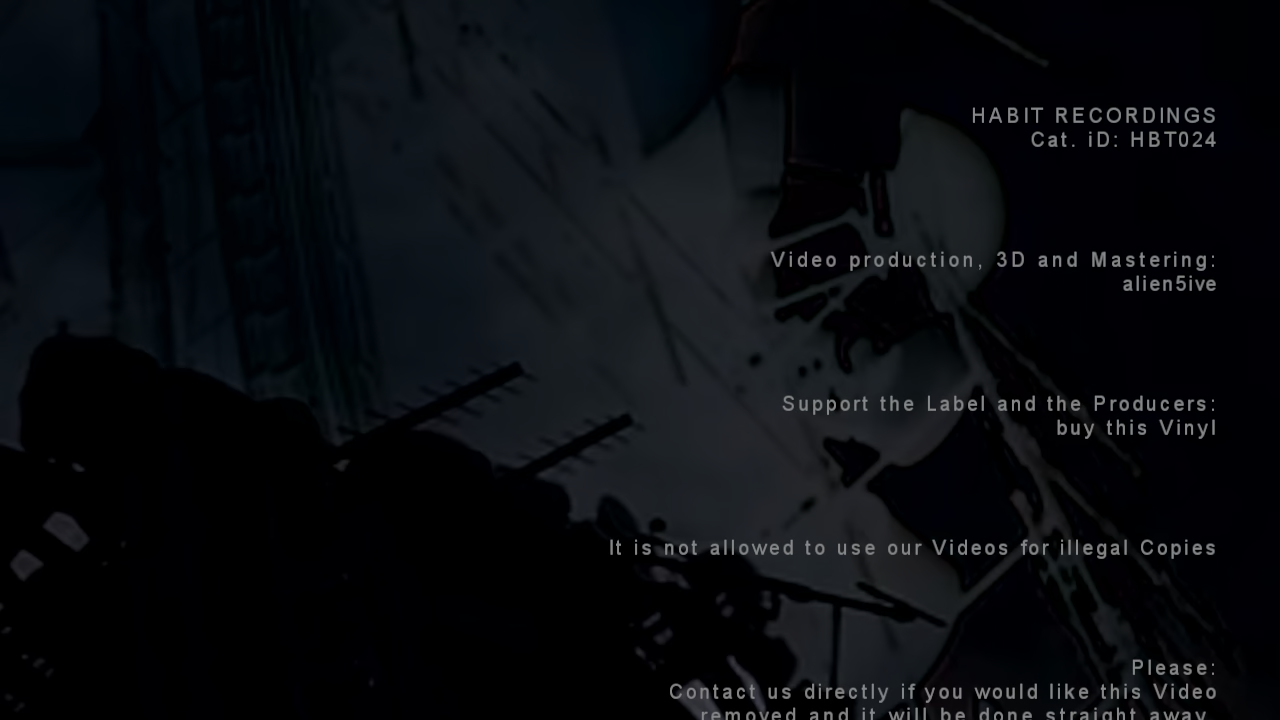 HABIT RECORDINGS
Cat. iD: HBT024
Video production, 3D and Mastering:
alien5ive
Support the Label and the Producers:
buy this Vinyl
It is not allowed to use our Videos for illegal Copies
Please:
Contact us directly if you would like this Video
removed and it will be done straight away.